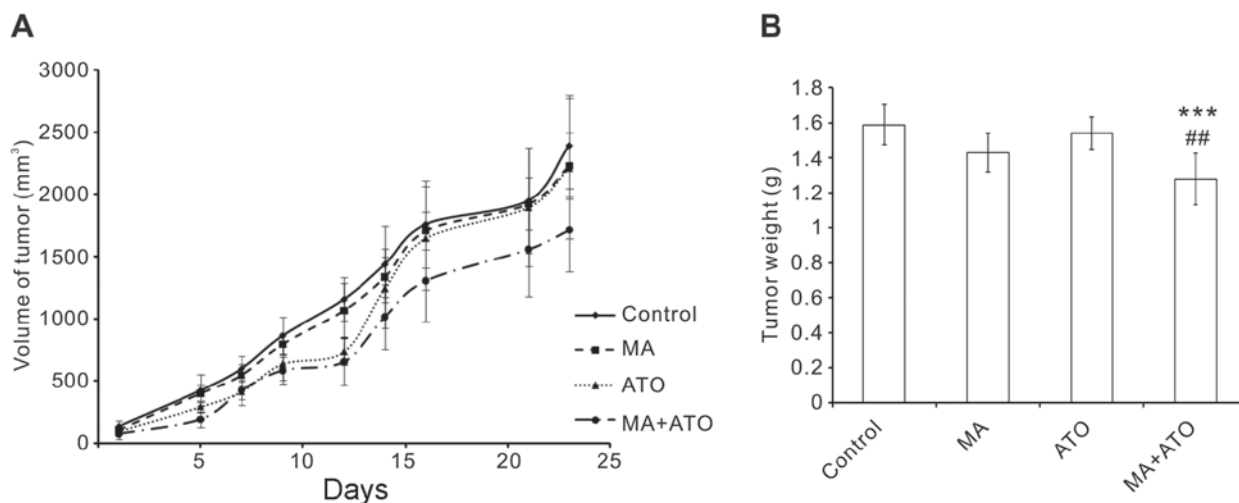 A
Volume of tumor (mm³)
3000
2500
2000
1500
1000
500
0
5
10
15
20
25
Days
Control
MA
ATO
MA+ATO
B
Tumor weight (g)
1.8
1.6
1.4
1.2
1
0.8
0.6
0.4
0.2
0
***
##
Control
MA
ATO
MA+ATO